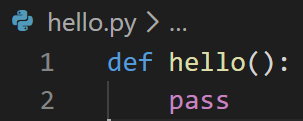 hello.py > ...
1 def hello():
2 pass